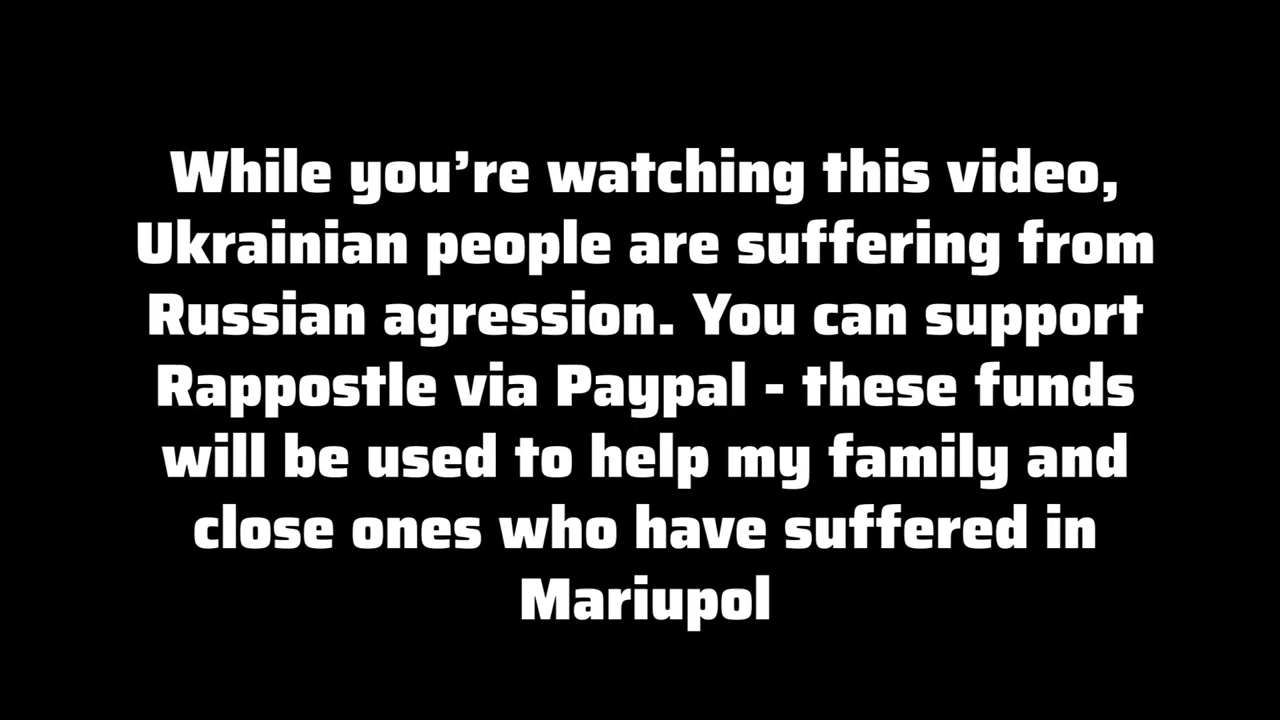 While you’re watching this video,
Ukrainian people are suffering from
Russian agression. You can support
Rappostle via Paypal - these funds
will be used to help my family and
close ones who have suffered in
Mariupol